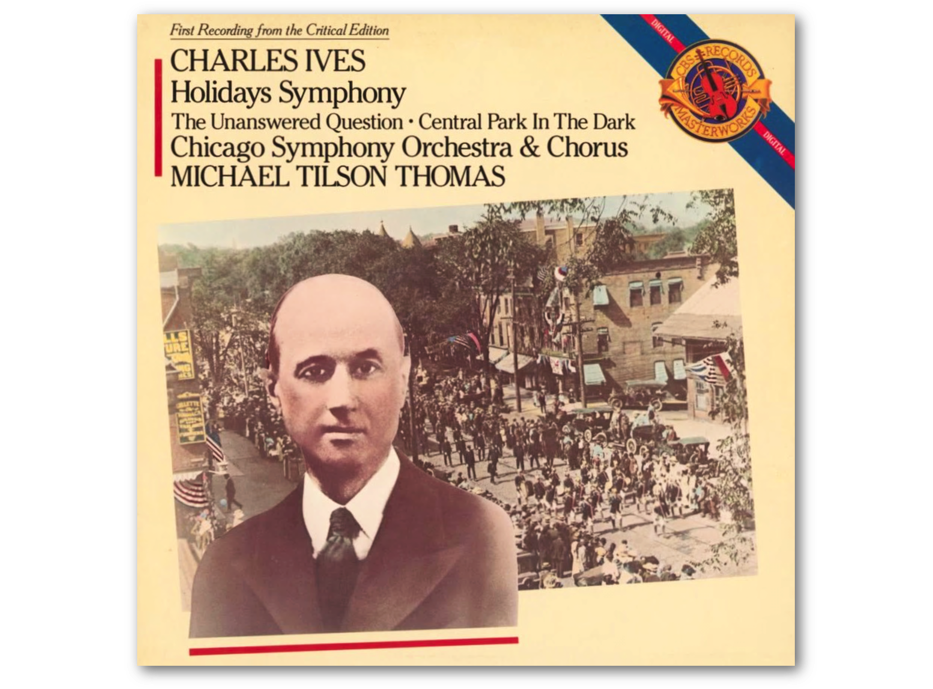 First Recording from the Critical Edition
CHARLES IVES
Holidays Symphony
The Unanswered Question • Central Park In The Dark
Chicago Symphony Orchestra & Chorus
MICHAEL TILSON THOMAS
DIGITAL
CBS RECORDS
MASTERWORKS
DIGITAL